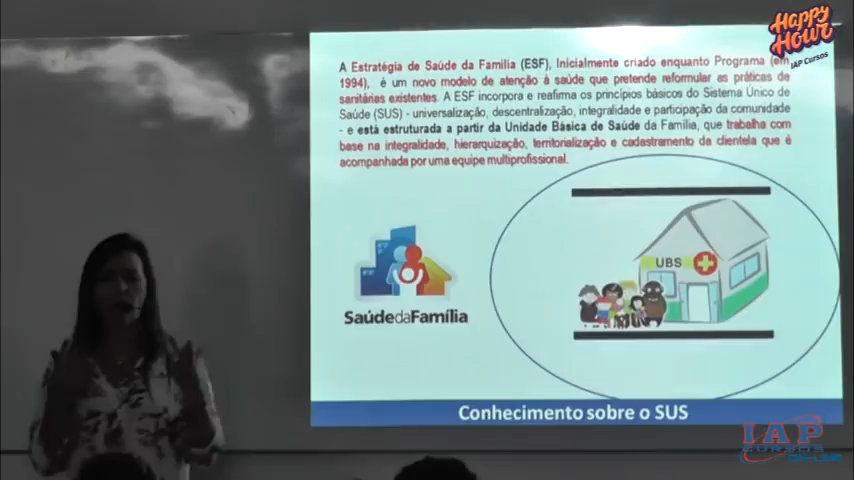 HAPPY
HOUR
IAP Cursos
A Estratégia de Saúde da Família (ESF), Inicialmente criado enquanto Programa (em
1994), é um novo modelo de atenção à saúde que pretende reformular as práticas de
sanitárias existentes. A ESF incorpora e reafirma os princípios básicos do Sistema Único de
Saúde (SUS) - universalização, descentralização, integralidade e participação da comunidade
- e está estruturada a partir da Unidade Básica de Saúde da Família, que trabalha com
base na integralidade, hierarquização, territorialização e cadastramento da clientela que é
acompanhada por uma equipe multiprofissional.
UBS
SaúdedaFamília
Conhecimento sobre o SUS
IAP
CURSOS